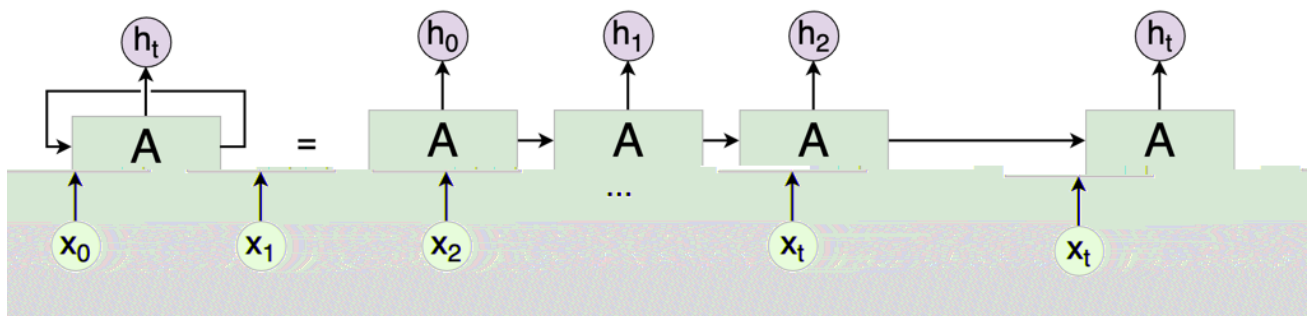 hₜ h₀ h₁ h₂ hₜ
A = A A A A
...
x₀ x₁ x₂ xₜ xₜ